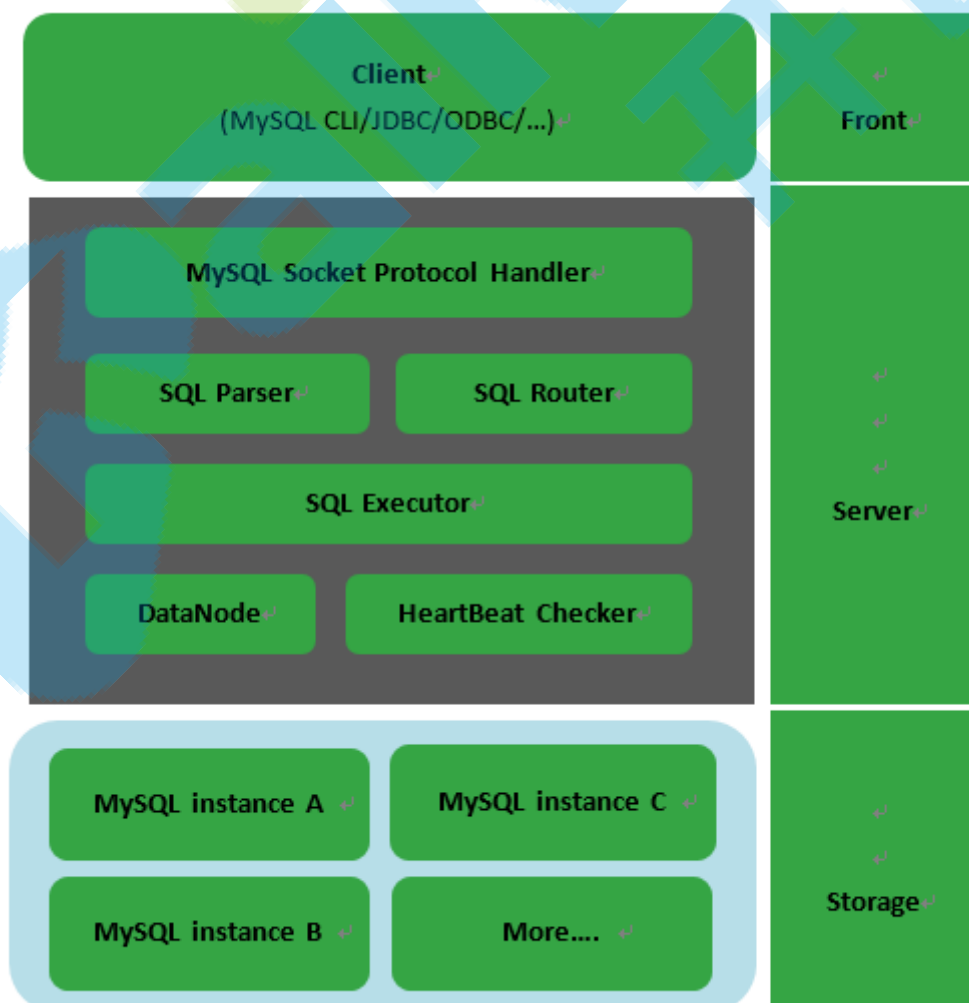 Client
(MySQL CLI/JDBC/ODBC/...)
Front
MySQL Socket Protocol Handler
SQL Parser
SQL Router
SQL Executor
DataNode
HeartBeat Checker
Server
MySQL instance A
MySQL instance C
MySQL instance B
More....
Storage